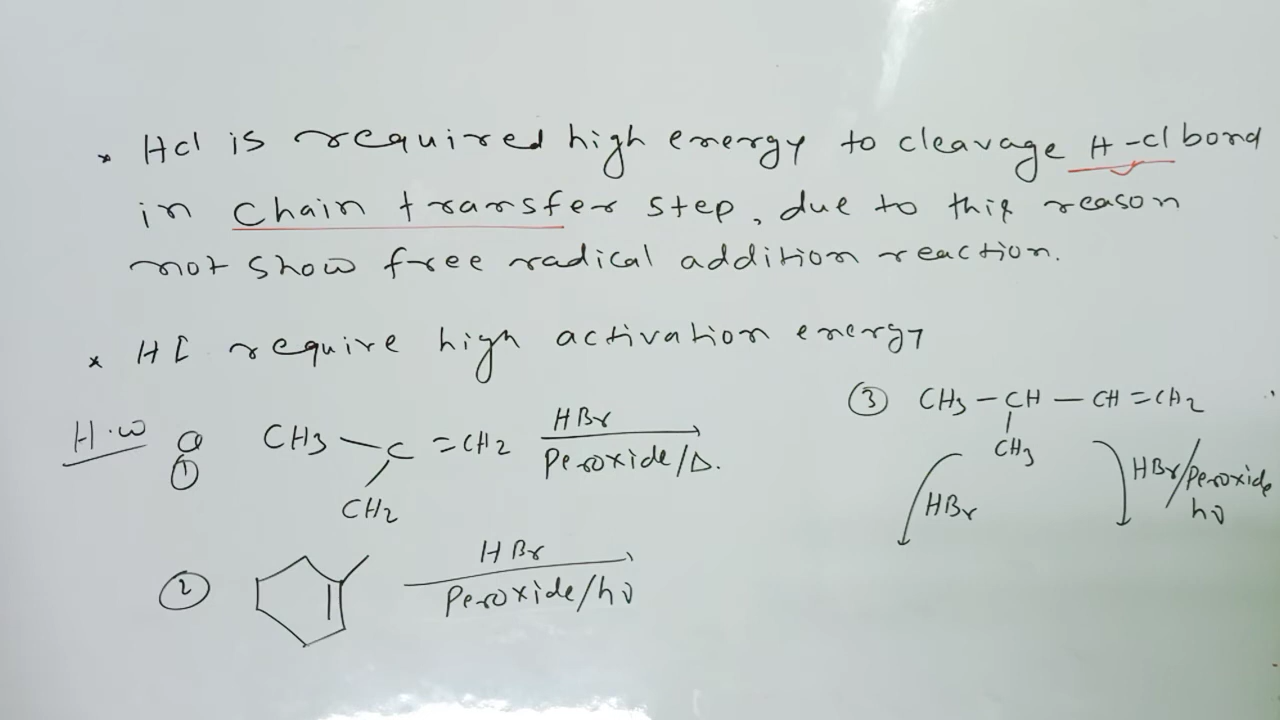 * HCl is required high energy to cleavage H-Cl bond
in chain transfer step, due to this reason
not show free radical addition reaction.
* HI require high activation energy
H.W Q
① CH3 - C = CH2 HBr
Peroxide/Δ.
CH2
② HBr
Peroxide/hν
③ CH3 - CH - CH = CH2
CH3
HBr
HBr/Peroxide
hν